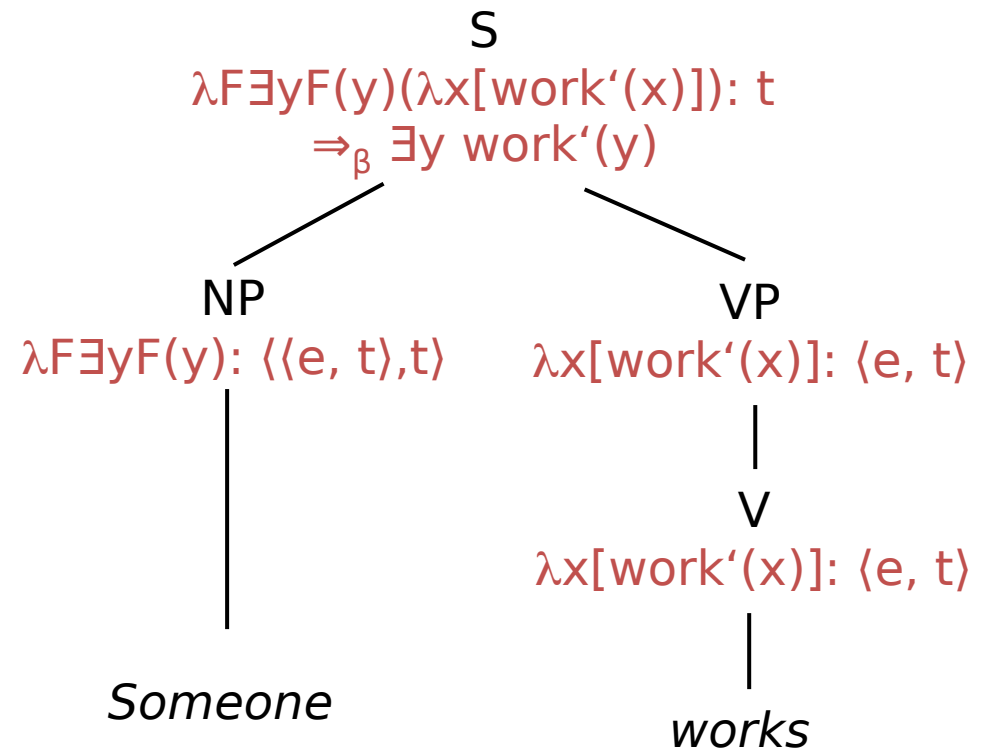 S
λF∃yF(y)(λx[work‘(x)]): t
⇒β ∃y work‘(y)
NP
VP
λF∃yF(y): ⟨⟨e, t⟩,t⟩
λx[work‘(x)]: ⟨e, t⟩
V
λx[work‘(x)]: ⟨e, t⟩
Someone
works